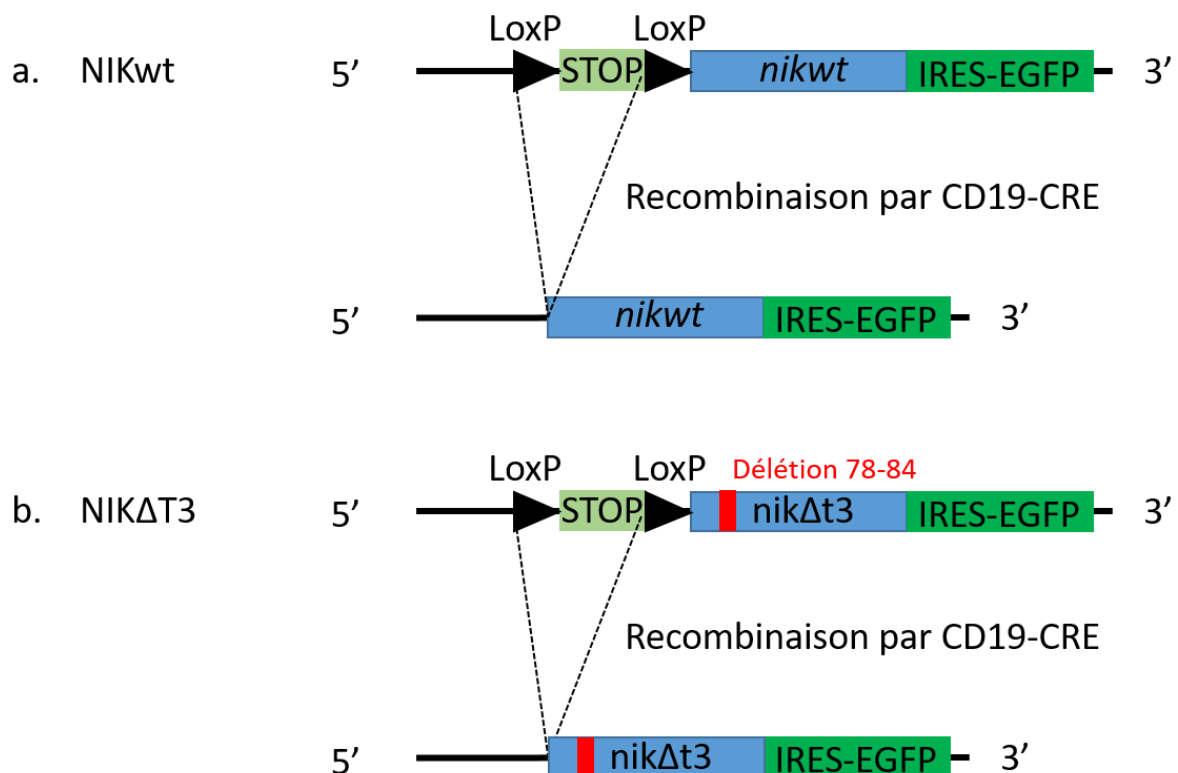 LoxP LoxP
a. NIKwt 5’ STOP nikwt IRES-EGFP 3’
Recombinaison par CD19-CRE
5’ nikwt IRES-EGFP 3’
LoxP LoxP Délétion 78-84
b. NIKΔT3 5’ STOP nikΔt3 IRES-EGFP 3’
Recombinaison par CD19-CRE
5’ nikΔt3 IRES-EGFP 3’